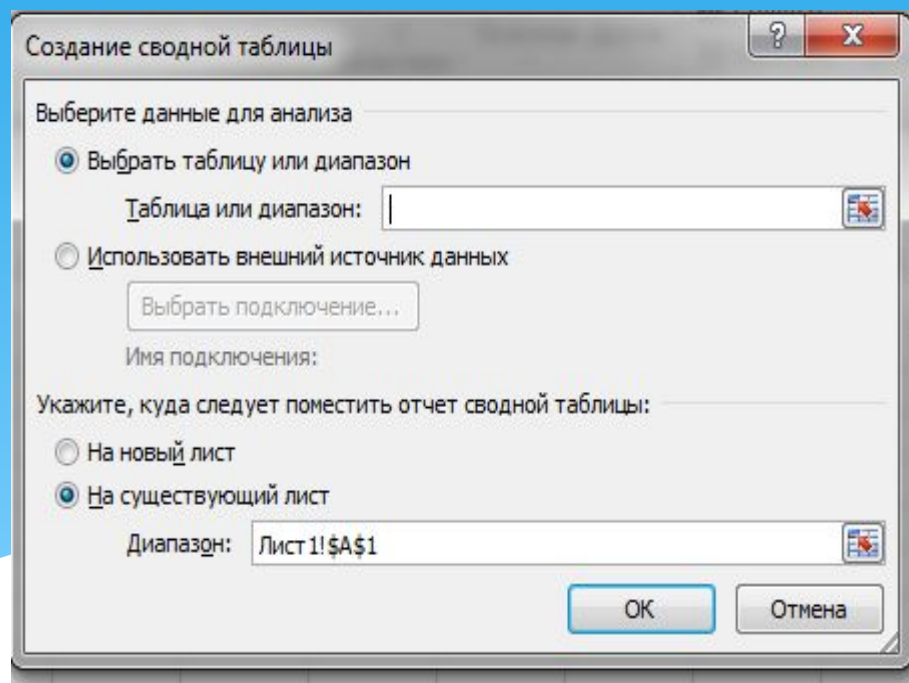 Создание сводной таблицы
?
Выберите данные для анализа
Выбрать таблицу или диапазон
Таблица или диапазон:
Использовать внешний источник данных
Выбрать подключение...
Имя подключения:
Укажите, куда следует поместить отчет сводной таблицы:
На новый лист
На существующий лист
Диапазон: Лист1!$A$1
ОК Отмена